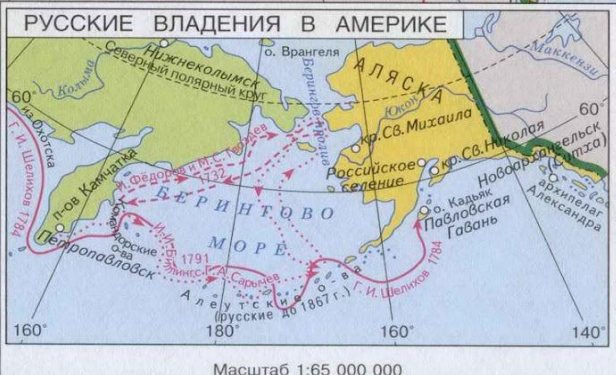 РУССКИЕ ВЛАДЕНИЯ В АМЕРИКЕ
Нижнеколымск
о. Врангеля
Северный полярный круг
Колыма
Берингов пролив
АЛЯСКА
Юкон
Маккензи
60°
60°
из Охотска
Г. И. Шелихов 1784
п-ов Камчатка
И. Фёдоров и М.С. Гвоздев
1732
кр. Св. Михаила
кр. Св. Николая
Российское
селение
Новоархангельск
(Ситха)
архипелаг
Александра
о. Кадьяк
Павловская
Гавань
БЕРИНГОВО
МОРЕ
Петропавловск
Командорские
о-ва
И.И. Биллингс, Г.А. Сарычев
1791
Алеутские о-ва
(русские до 1867 г.)
Г. И. Шелихов 1784
160°
180°
160°
140°
Масштаб 1:65 000 000